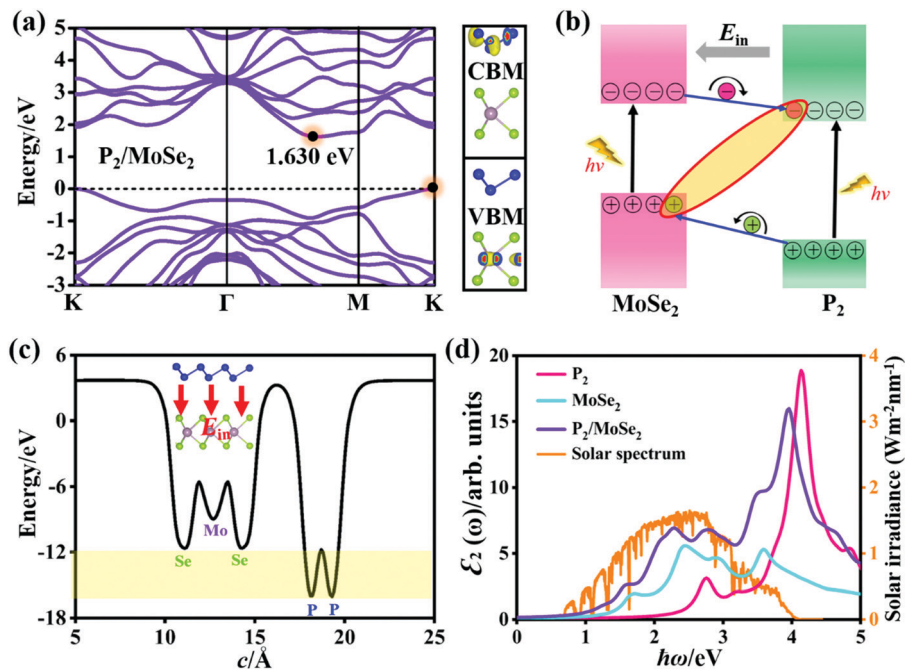 (a)
5
4
3
2
1
0
-1
-2
-3
Energy/eV
P₂/MoSe₂
1.630 eV
K
Γ
M
K
CBM
VBM
(b)
E_in
hν
hν
MoSe₂
P₂
(c)
6
0
-6
-12
-18
Energy/eV
E_in
Se
Mo
Se
P
P
5
10
15
20
25
c/Å
(d)
20
15
10
5
0
ℰ₂ (ω)/arb. units
P₂
MoSe₂
P₂/MoSe₂
Solar spectrum
4
3
2
1
0
Solar irradiance (Wm⁻²nm⁻¹)
0
1
2
3
4
5
ħω/eV